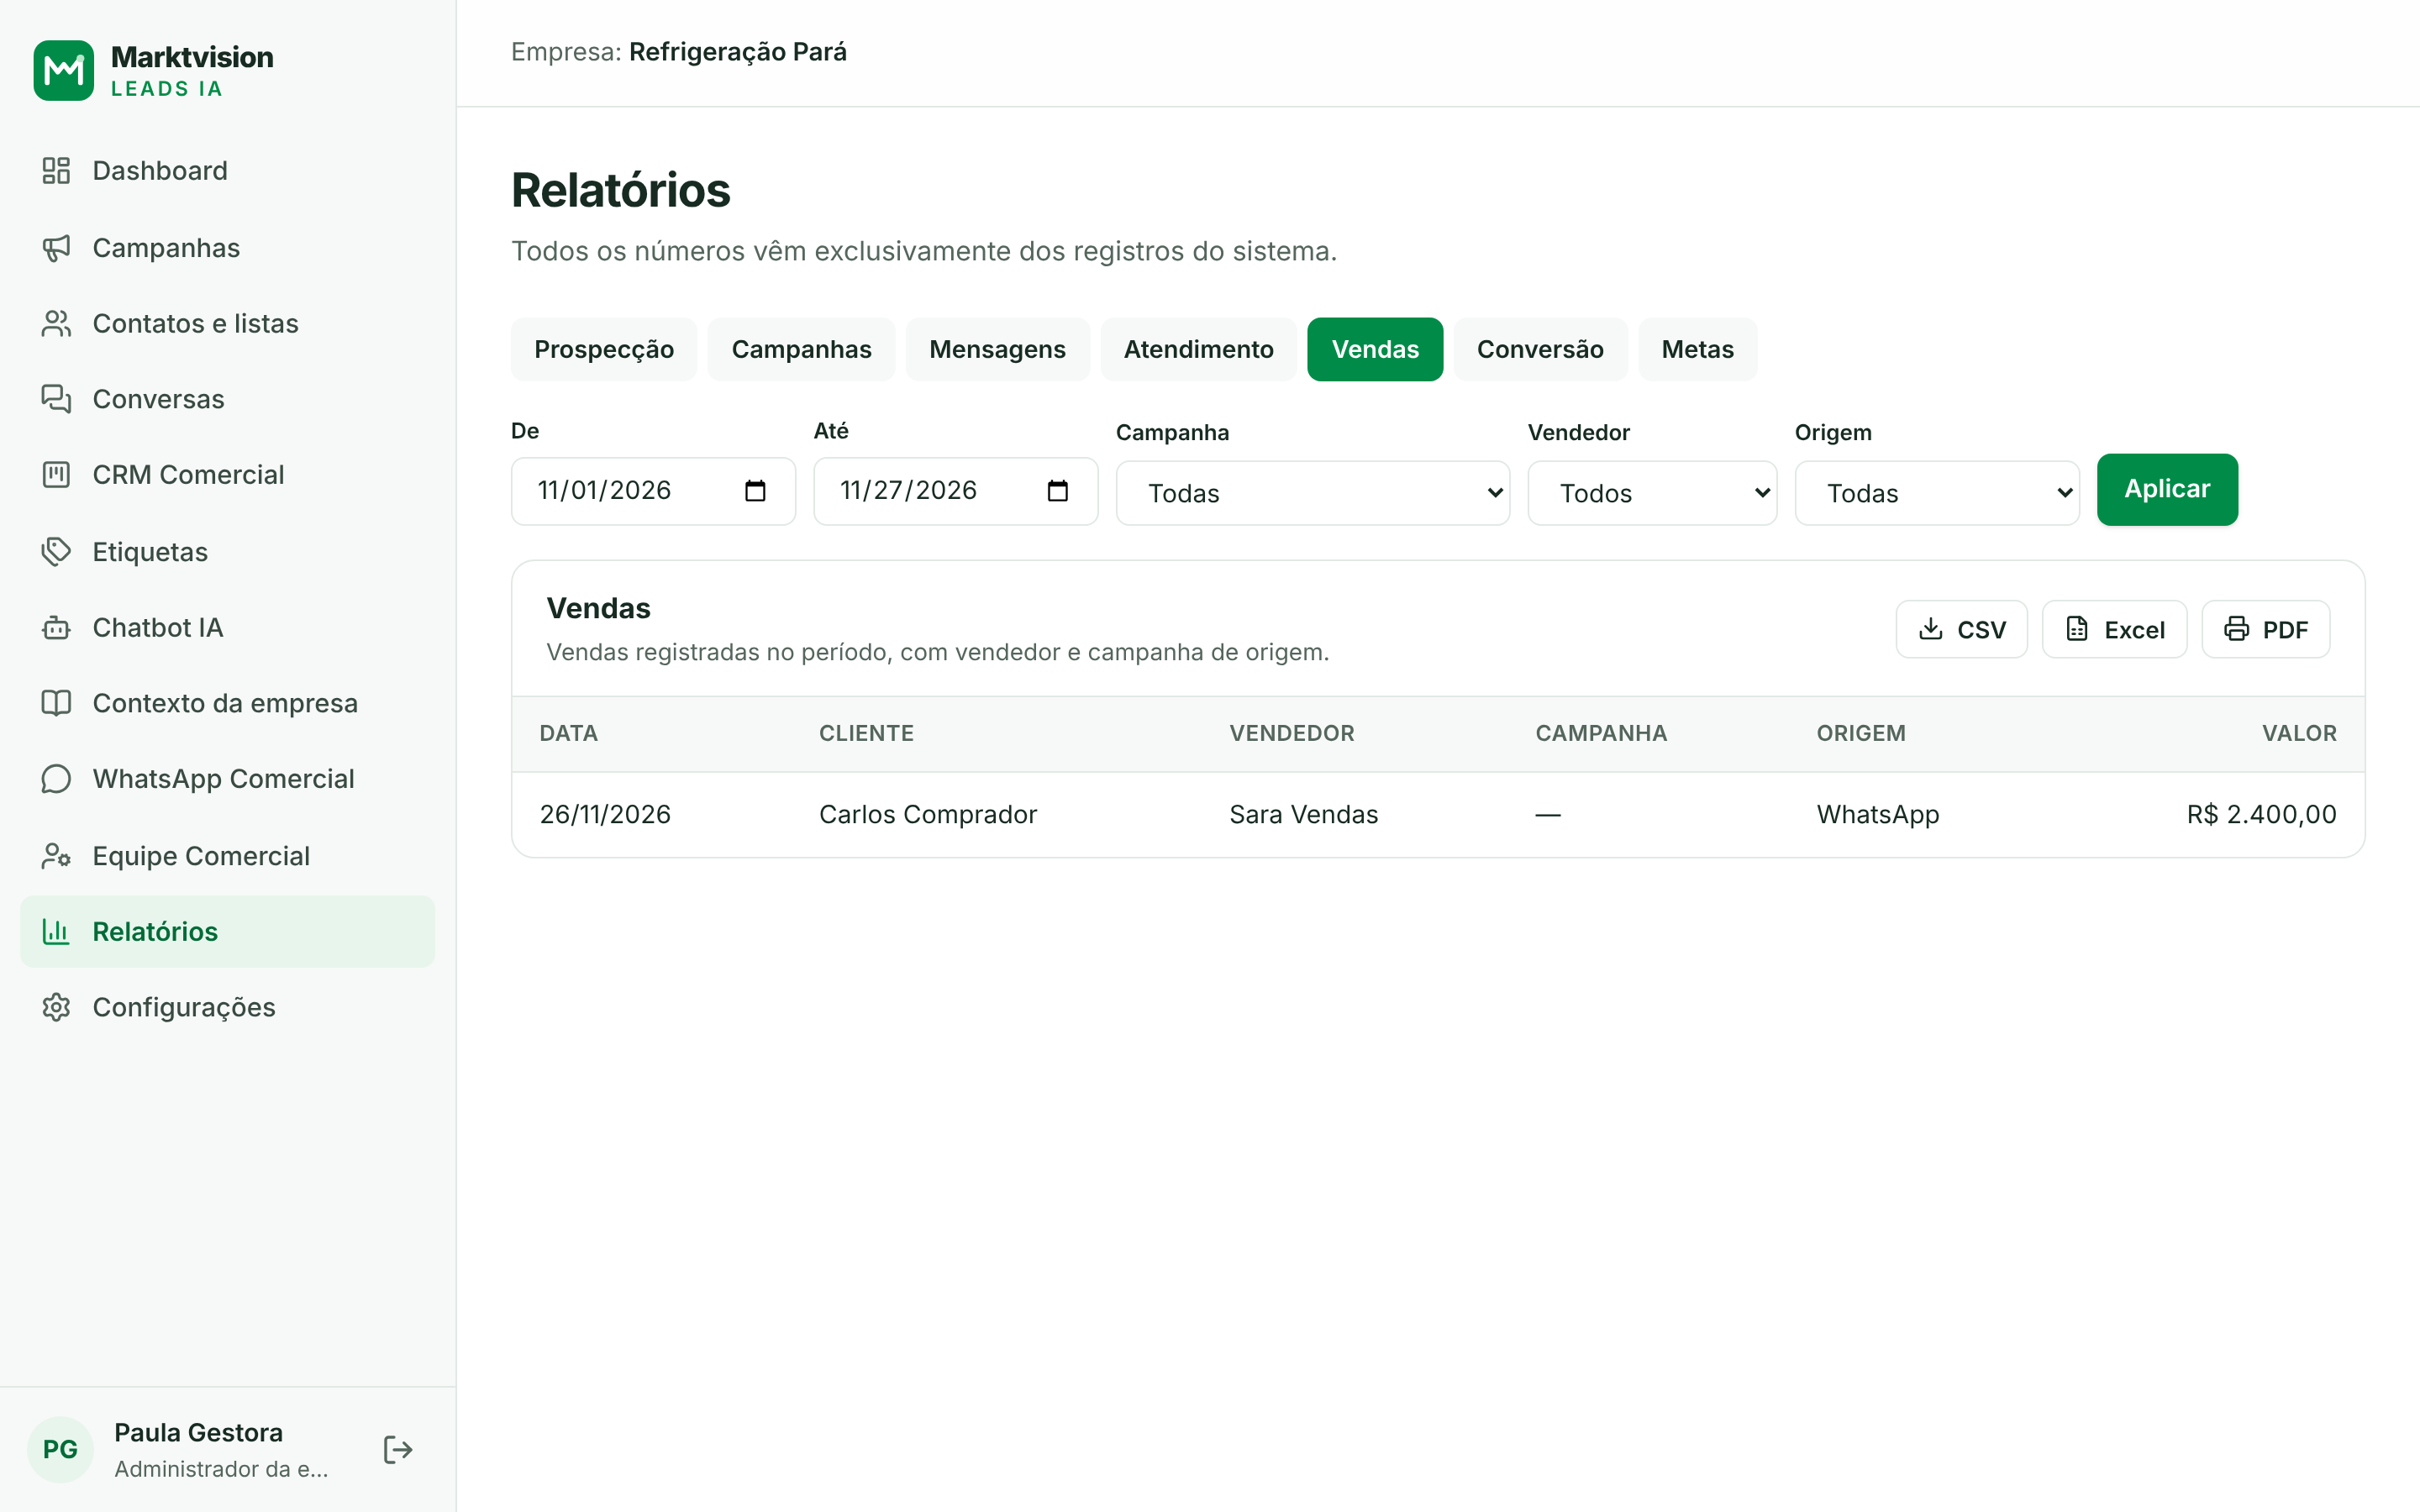 Marktvision
LEADS IA
Dashboard
Campanhas
Contatos e listas
Conversas
CRM Comercial
Etiquetas
Chatbot IA
Contexto da empresa
WhatsApp Comercial
Equipe Comercial
Relatórios
Configurações
PG
Paula Gestora
Administrador da e...
Empresa: Refrigeração Pará
Relatórios
Todos os números vêm exclusivamente dos registros do sistema.
Prospecção Campanhas Mensagens Atendimento Vendas Conversão Metas
De Até Campanha Vendedor Origem
11/01/2026 11/27/2026 Todas Todos Todas Aplicar
Vendas
Vendas registradas no período, com vendedor e campanha de origem.
CSV Excel PDF
DATA CLIENTE VENDEDOR CAMPANHA ORIGEM VALOR
26/11/2026 Carlos Comprador Sara Vendas — WhatsApp R$ 2.400,00